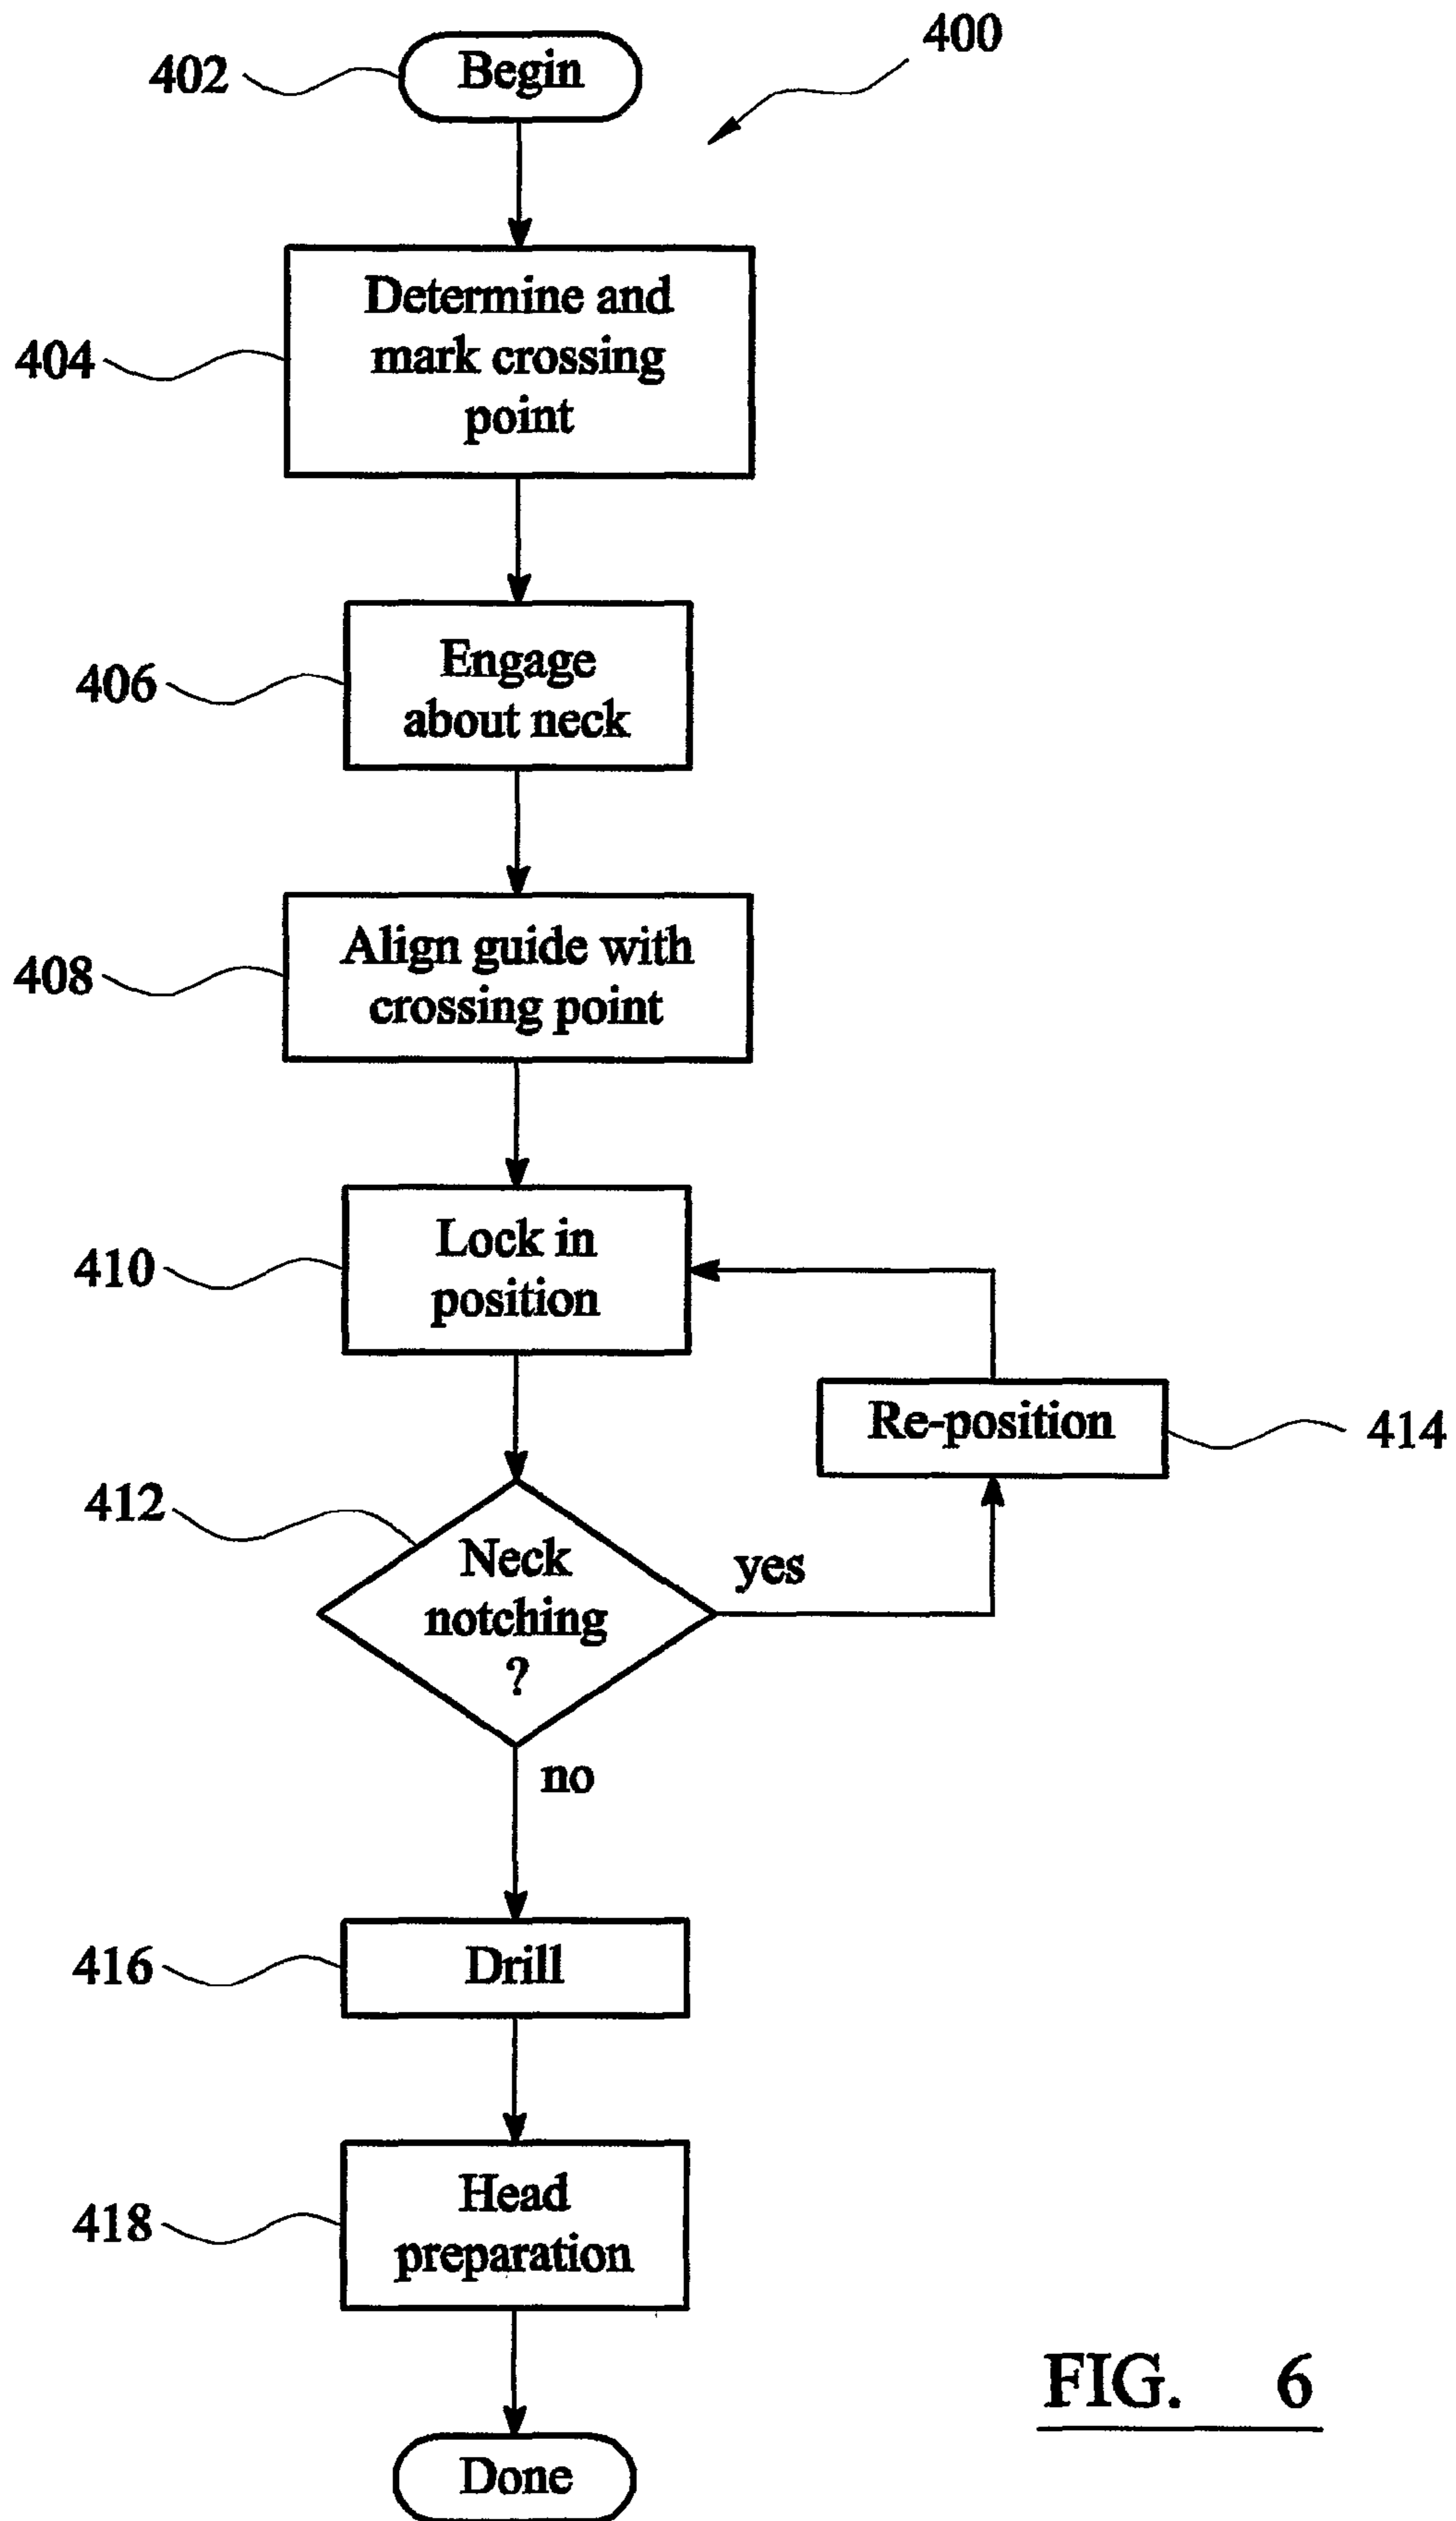 400
402
Begin
404
Determine and
mark crossing
point
406
Engage
about neck
408
Align guide with
crossing point
410
Lock in
position
Re-position
414
412
Neck
notching
?
yes
no
416
Drill
418
Head
preparation
Done
FIG. 6